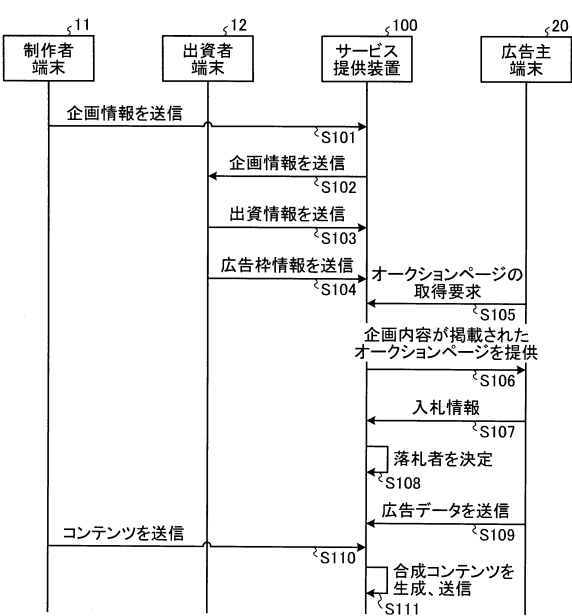 11
制作者
端末
12
出資者
端末
100
サービス
提供装置
20
広告主
端末
企画情報を送信
S101
企画情報を送信
S102
出資情報を送信
S103
広告枠情報を送信
S104
オークションページの
取得要求
S105
企画内容が掲載された
オークションページを提供
S106
入札情報
S107
落札者を決定
S108
広告データを送信
S109
コンテンツを送信
S110
合成コンテンツを
生成、送信
S111